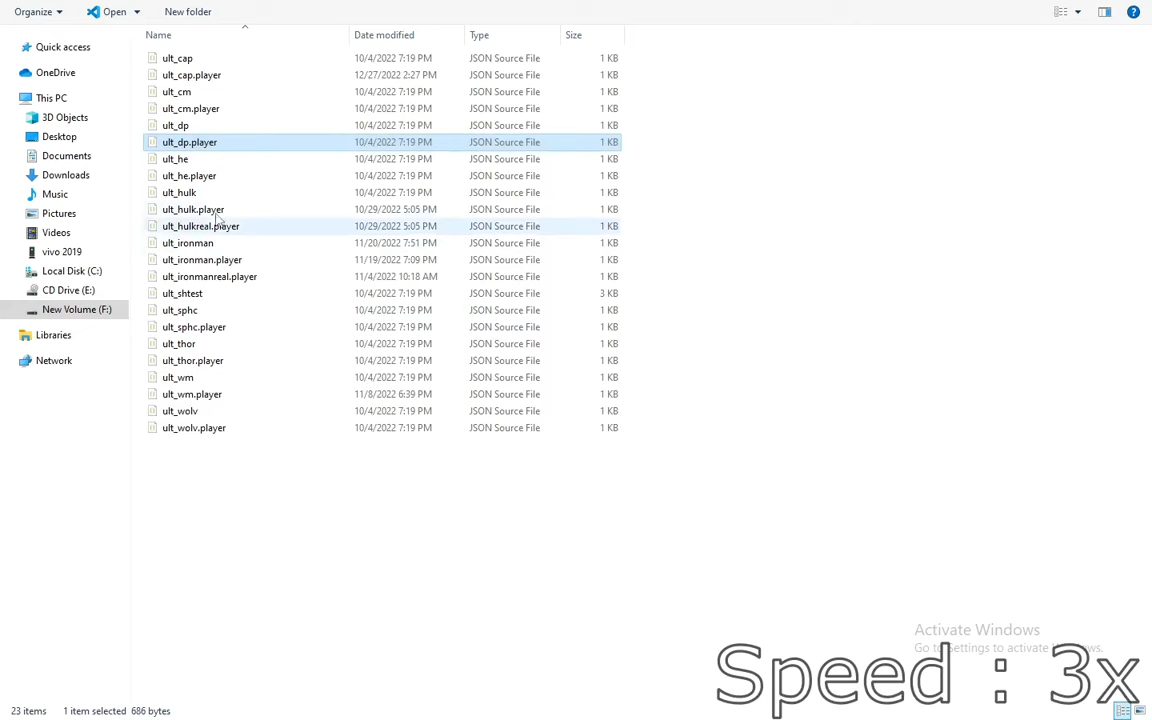 Organize Open New folder
Name Date modified Type Size
Quick access
OneDrive
This PC
3D Objects
Desktop
Documents
Downloads
Music
Pictures
Videos
vivo 2019
Local Disk (C:)
CD Drive (E:)
New Volume (F:)
Libraries
Network
ult_cap 10/4/2022 7:19 PM JSON Source File 1 KB
ult_cap.player 12/27/2022 2:27 PM JSON Source File 1 KB
ult_cm 10/4/2022 7:19 PM JSON Source File 1 KB
ult_cm.player 10/4/2022 7:19 PM JSON Source File 1 KB
ult_dp 10/4/2022 7:19 PM JSON Source File 1 KB
ult_dp.player 10/4/2022 7:19 PM JSON Source File 1 KB
ult_he 10/4/2022 7:19 PM JSON Source File 1 KB
ult_he.player 10/4/2022 7:19 PM JSON Source File 1 KB
ult_hulk 10/4/2022 7:19 PM JSON Source File 1 KB
ult_hulk.player 10/29/2022 5:05 PM JSON Source File 1 KB
ult_hulkreal.player 10/29/2022 5:05 PM JSON Source File 1 KB
ult_ironman 11/20/2022 7:51 PM JSON Source File 1 KB
ult_ironman.player 11/19/2022 7:09 PM JSON Source File 1 KB
ult_ironmanreal.player 11/4/2022 10:18 AM JSON Source File 1 KB
ult_shtest 10/4/2022 7:19 PM JSON Source File 3 KB
ult_sphc 10/4/2022 7:19 PM JSON Source File 1 KB
ult_sphc.player 10/4/2022 7:19 PM JSON Source File 1 KB
ult_thor 10/4/2022 7:19 PM JSON Source File 1 KB
ult_thor.player 10/4/2022 7:19 PM JSON Source File 1 KB
ult_wm 10/4/2022 7:19 PM JSON Source File 1 KB
ult_wm.player 11/8/2022 6:39 PM JSON Source File 1 KB
ult_wolv 10/4/2022 7:19 PM JSON Source File 1 KB
ult_wolv.player 10/4/2022 7:19 PM JSON Source File 1 KB
Activate Windows
Go to Settings to activate Windows.
Speed : 3x
23 items 1 item selected 686 bytes